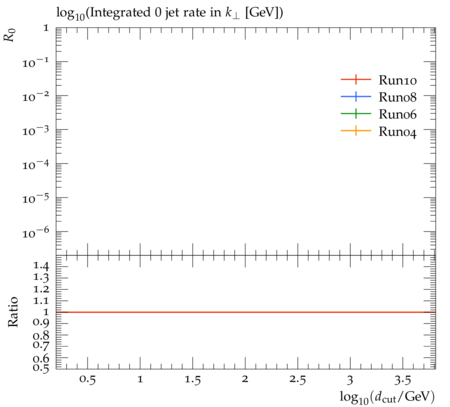 log₁₀(Integrated 0 jet rate in k⊥ [GeV])
R₀
1
10⁻¹
10⁻²
10⁻³
10⁻⁴
10⁻⁵
10⁻⁶
Run10
Run08
Run06
Run04
Ratio
1.4
1.3
1.2
1.1
1
0.9
0.8
0.7
0.6
0.5
0.5 1 1.5 2 2.5 3 3.5
log₁₀(d_cut/GeV)